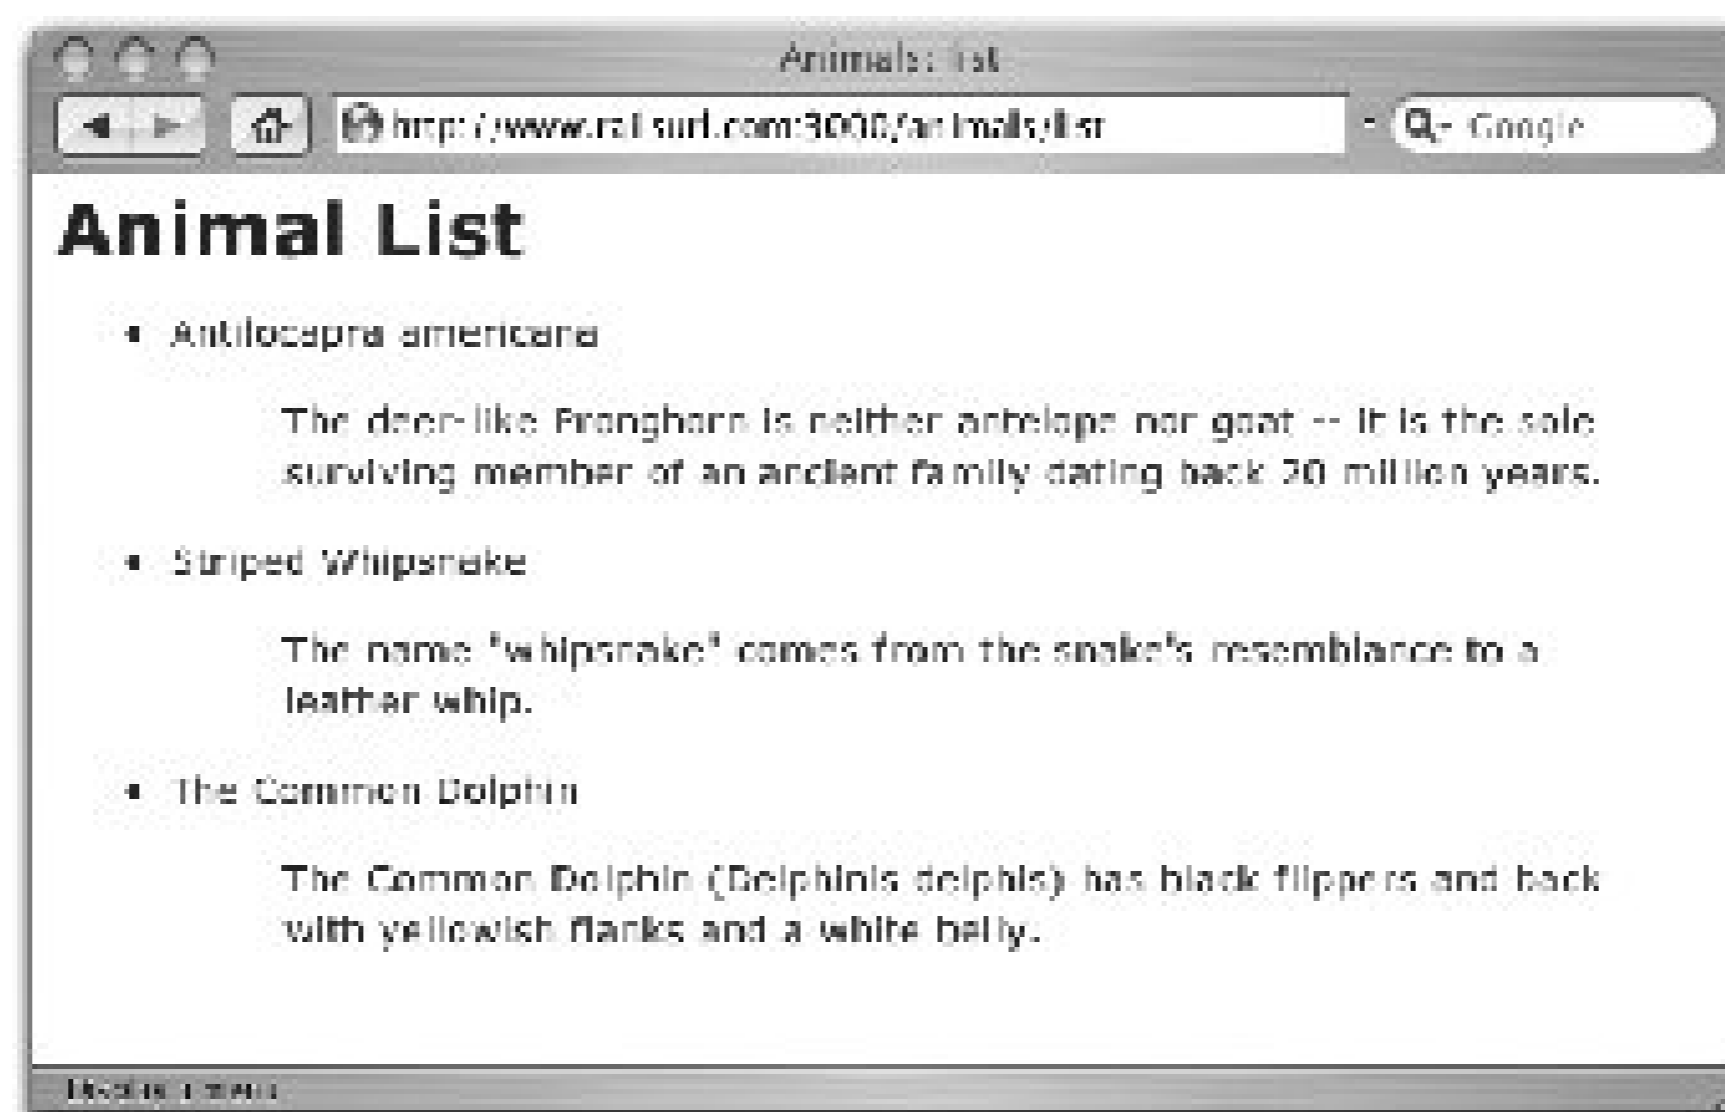 Animals: list
http://www.railsurl.com:3000/animals/list
Google
Animal List
• Antilocapra americana
The deer-like Pronghorn is neither antelope nor goat -- it is the sole
surviving member of an ancient family dating back 20 million years.
• Striped Whipsnake
The name "whipsnake" comes from the snake's resemblance to a
leather whip.
• The Common Dolphin
The Common Dolphin (Delphinis delphis) has black flippers and back
with yellowish flanks and a white belly.
Display a menu